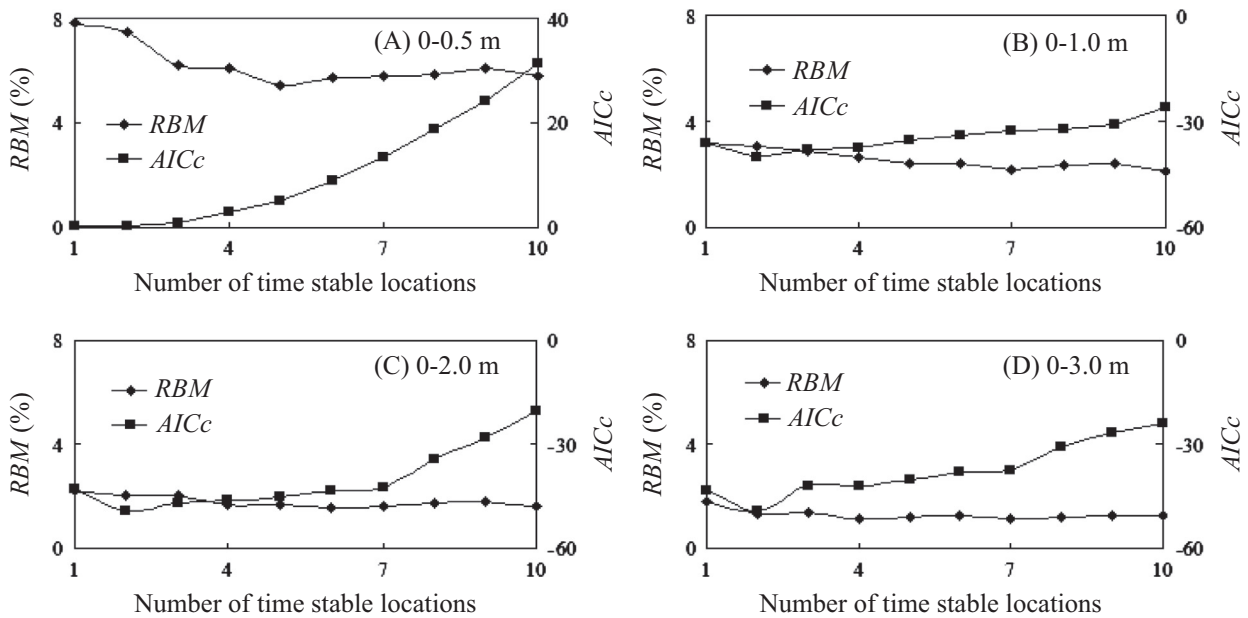 (A) 0-0.5 m
RBM (%)
8
4
0
40
20
0
AICc
RBM
AICc
1 4 7 10
Number of time stable locations
(B) 0-1.0 m
RBM (%)
8
4
0
0
-30
-60
AICc
RBM
AICc
1 4 7 10
Number of time stable locations
(C) 0-2.0 m
RBM (%)
8
4
0
0
-30
-60
AICc
RBM
AICc
1 4 7 10
Number of time stable locations
(D) 0-3.0 m
RBM (%)
8
4
0
0
-30
-60
AICc
RBM
AICc
1 4 7 10
Number of time stable locations